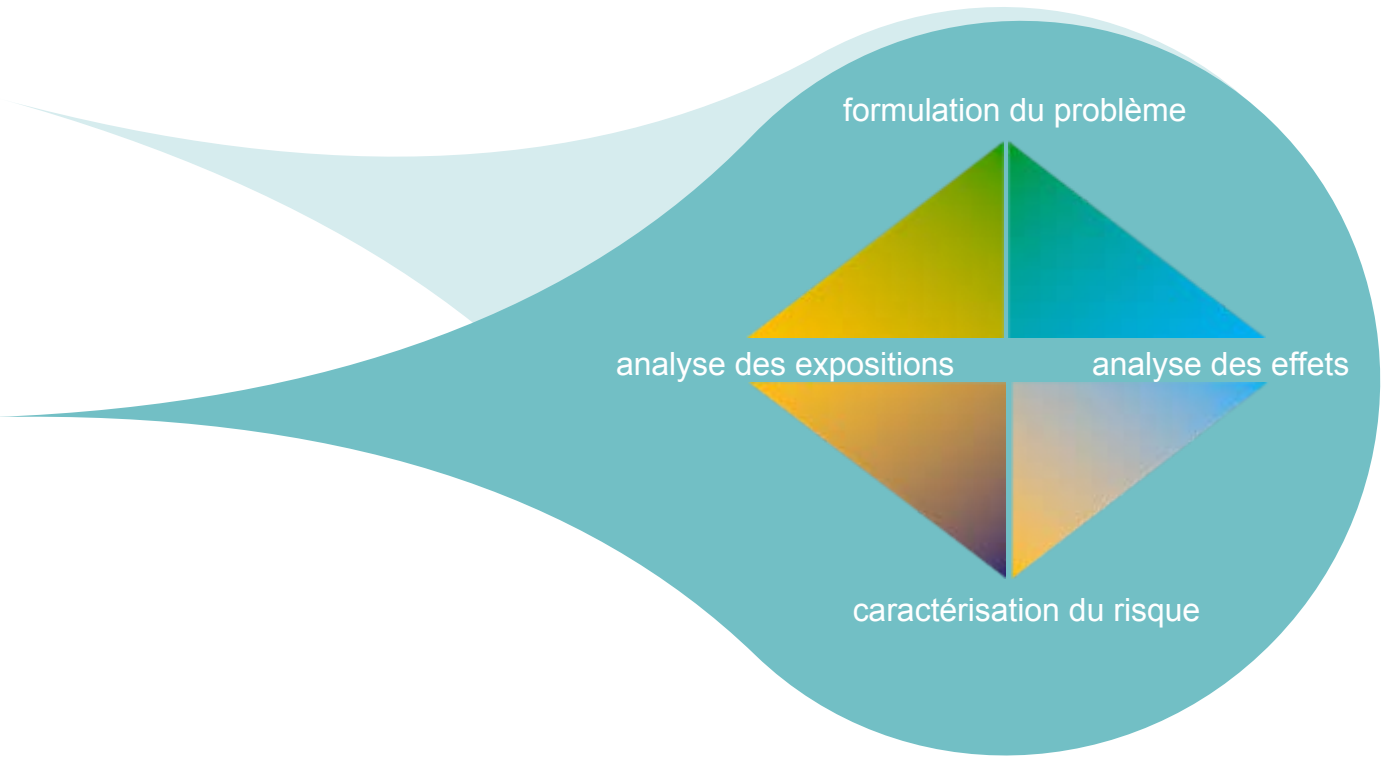 formulation du problème
analyse des expositions
analyse des effets
caractérisation du risque